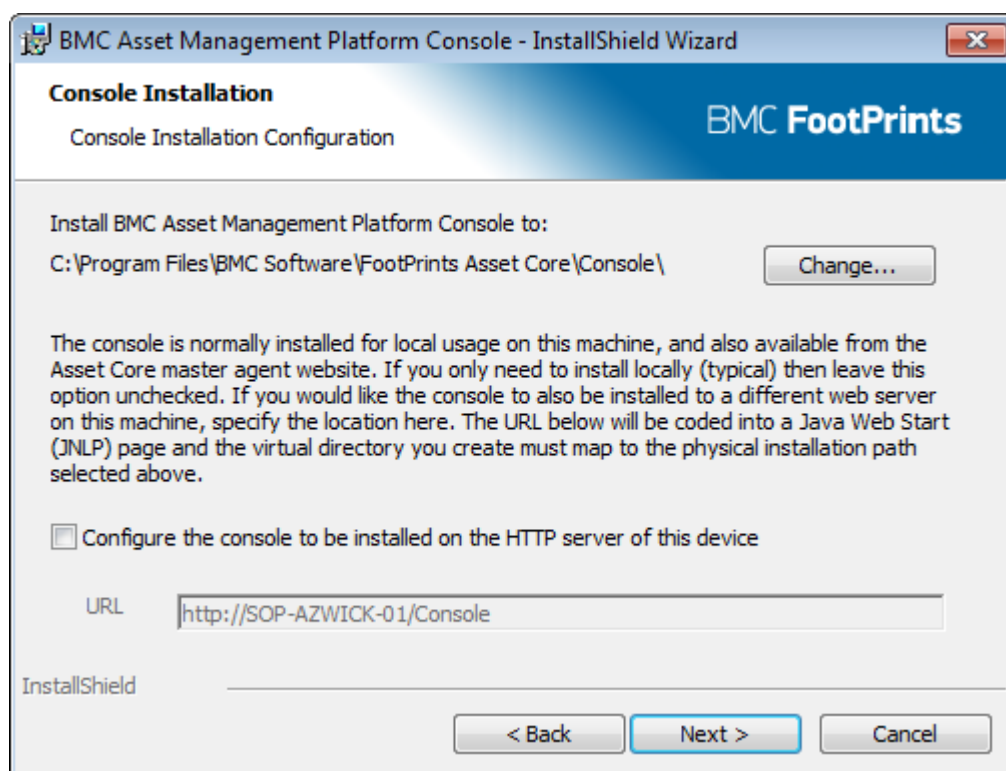 BMC Asset Management Platform Console - InstallShield Wizard
Console Installation
Console Installation Configuration
BMC FootPrints
Install BMC Asset Management Platform Console to:
C:\Program Files\BMC Software\FootPrints Asset Core\Console\
Change...
The console is normally installed for local usage on this machine, and also available from the
Asset Core master agent website. If you only need to install locally (typical) then leave this
option unchecked. If you would like the console to also be installed to a different web server
on this machine, specify the location here. The URL below will be coded into a Java Web Start
(JNLP) page and the virtual directory you create must map to the physical installation path
selected above.
Configure the console to be installed on the HTTP server of this device
URL
http://SOP-AZWICK-01/Console
InstallShield
< Back
Next >
Cancel